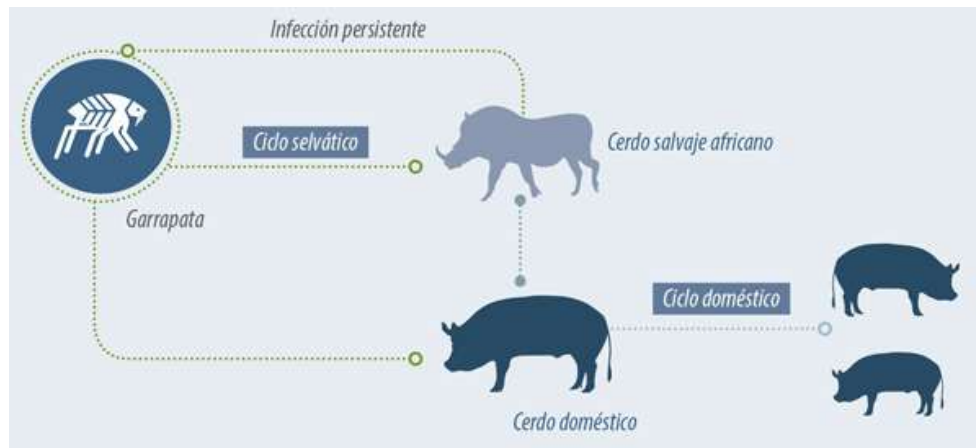 Infección persistente
Ciclo selvático
Cerdo salvaje africano
Garrapata
Ciclo doméstico
Cerdo doméstico